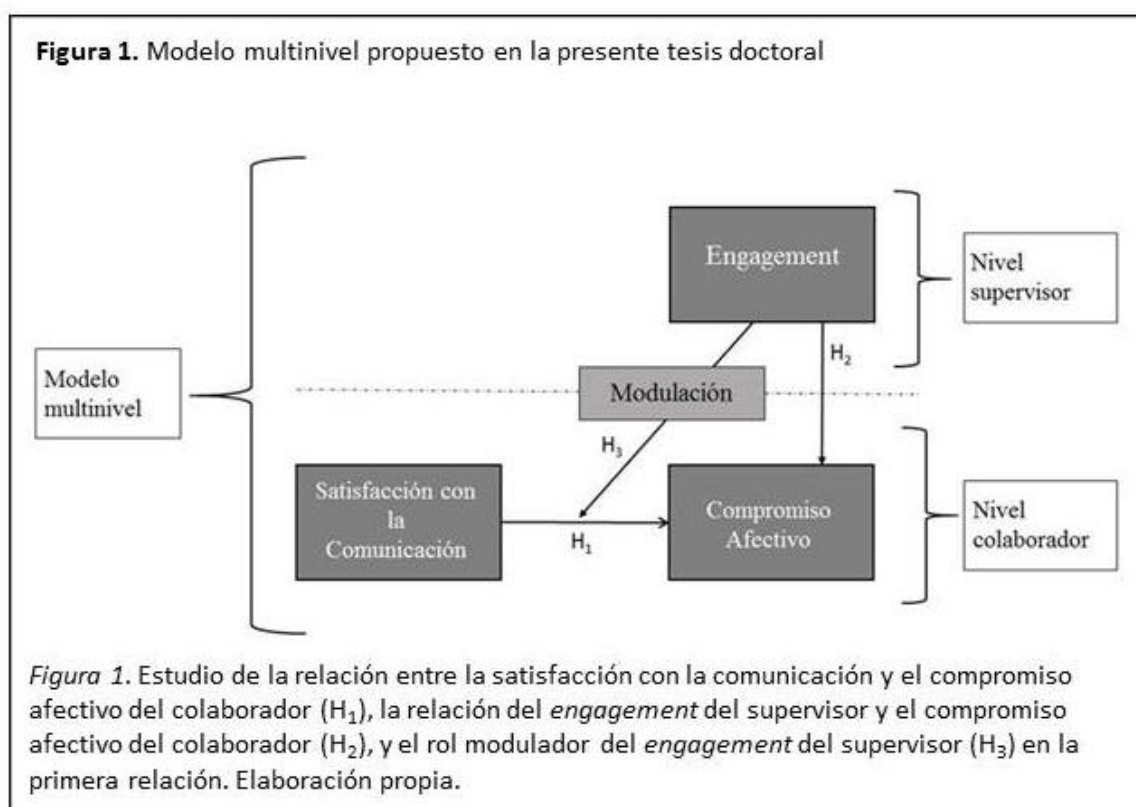 Figura 1. Modelo multinivel propuesto en la presente tesis doctoral
Engagement
Nivel
supervisor
H₂
Modelo
multinivel
Modulación
H₃
Satisfacción con
la
Comunicación
H₁
Compromiso
Afectivo
Nivel
colaborador
Figura 1. Estudio de la relación entre la satisfacción con la comunicación y el compromiso
afectivo del colaborador (H₁), la relación del engagement del supervisor y el compromiso
afectivo del colaborador (H₂), y el rol modulador del engagement del supervisor (H₃) en la
primera relación. Elaboración propia.